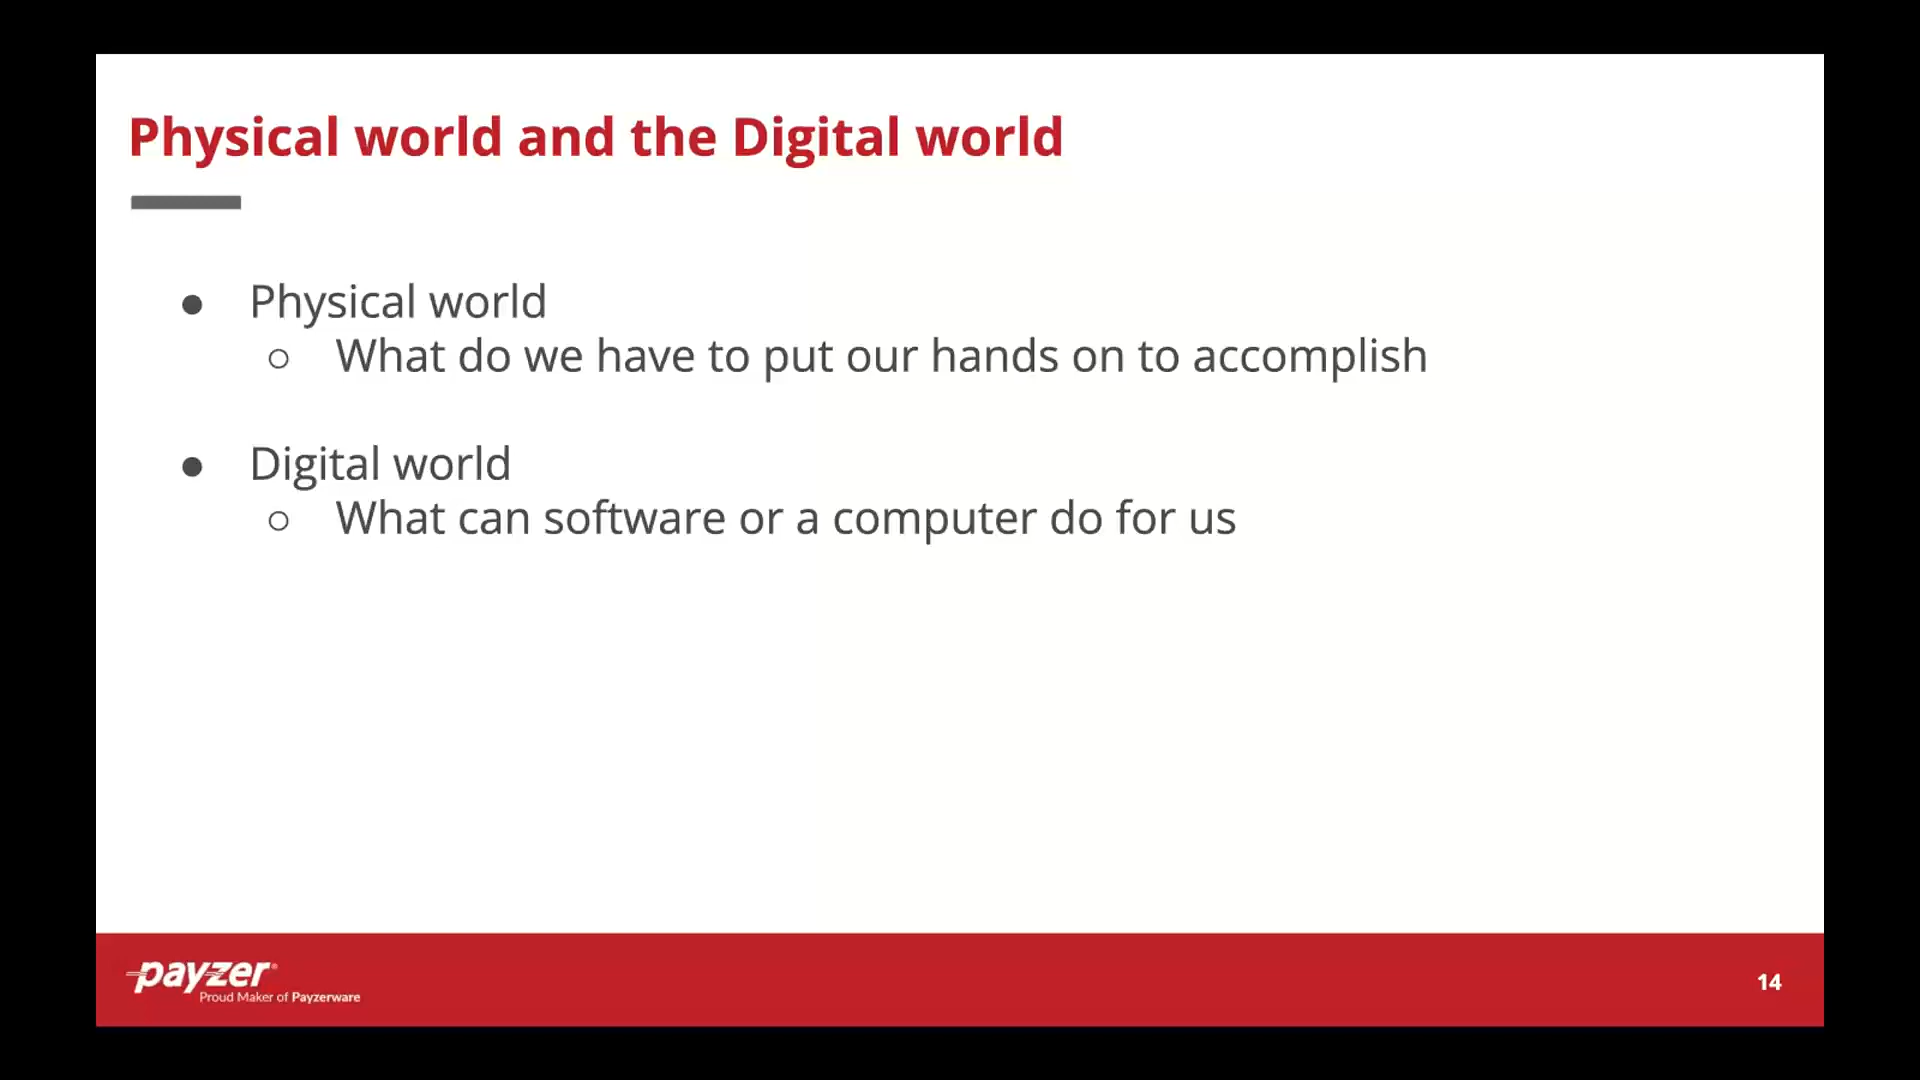 Physical world and the Digital world
● Physical world
○ What do we have to put our hands on to accomplish
● Digital world
○ What can software or a computer do for us
payzer®
Proud Maker of Payzerware
14